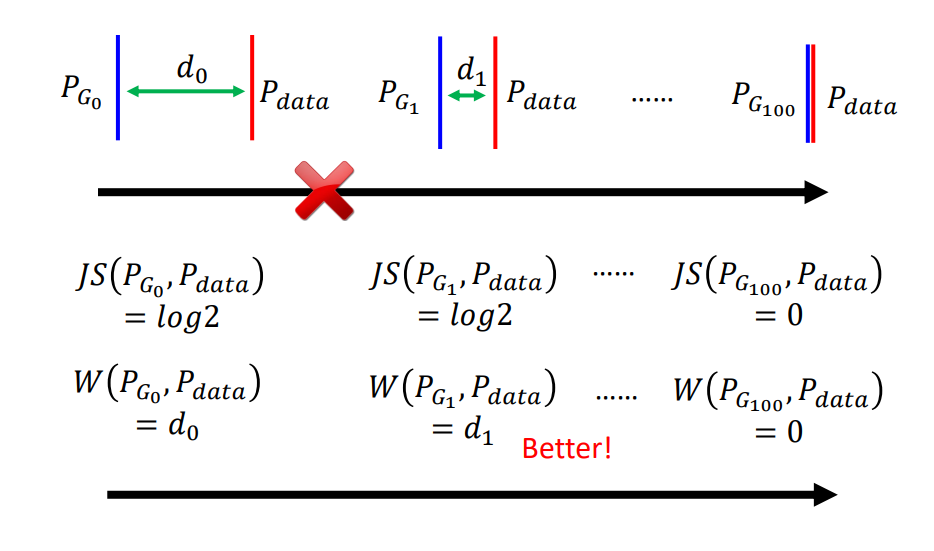 P_{G_0} d_0 P_{data} P_{G_1} d_1 P_{data} …… P_{G_{100}} P_{data}
JS(P_{G_0}, P_{data}) JS(P_{G_1}, P_{data}) …… JS(P_{G_{100}}, P_{data})
= log2 = log2 = 0
W(P_{G_0}, P_{data}) W(P_{G_1}, P_{data}) …… W(P_{G_{100}}, P_{data})
= d_0 = d_1 = 0
Better!